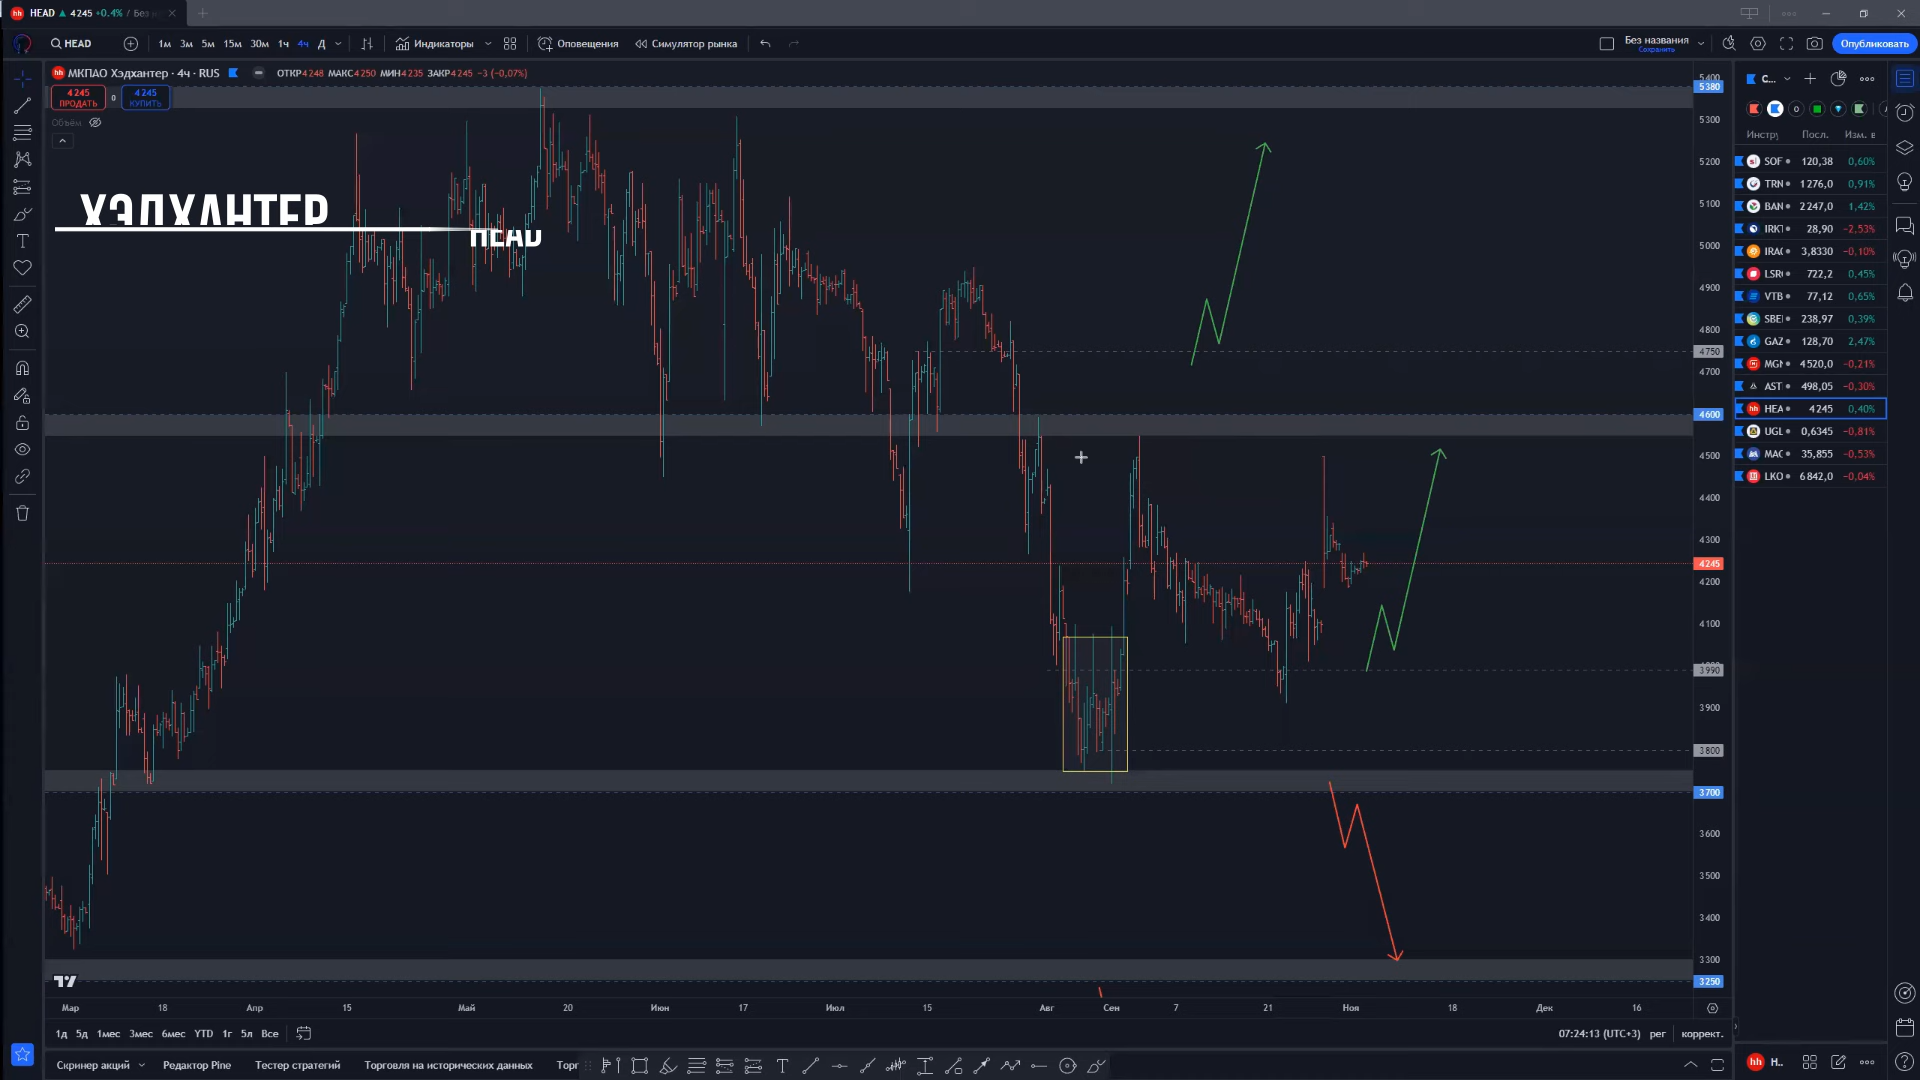 HEAD ▲ 4245 +0.4% / Без
HEAD
1м 3м 5м 15м 30м 1ч 4ч Д
Индикаторы
Оповещения
Симулятор рынка
Без названия
Сохранить
Опубликовать
МКПАО Хэдхантер · 4ч · RUS
ОТКР4248 МАКС4250 МИН4235 ЗАКР4245 −3 (−0,07%)
4245 ПРОДАТЬ
0
4245 КУПИТЬ
Объём
ХЭДХАНТЕР
HEAD
5400
5380
5300
5200
5100
5000
4900
4800
4750
4700
4600
4500
4400
4300
4245
4200
4100
3990
3900
3800
3700
3600
3500
3400
3300
3250
Мар 18 Апр 15 Май 20 Июн 17 Июл 15 Авг Сен 7 21 Ноя 18 Дек 16
1д 5д 1мес 3мес 6мес YTD 1г 5л Все
07:24:13 (UTC+3) рег коррект.
Скринер акций
Редактор Pine
Тестер стратегий
Торговля на исторических данных
Торг
С...
Инстр Посл. Изм. в
SOF 120,38 0,60%
TRN 1276,0 0,91%
BAN 2247,0 1,42%
IRKT 28,90 −2,53%
IRAO 3,8330 −0,10%
LSRG 722,2 0,45%
VTB 77,12 0,65%
SBE 238,97 0,39%
GAZ 128,70 2,47%
MGN 4520,0 −0,21%
AST 498,05 −0,30%
HEA 4245 0,40%
UGL 0,6345 −0,81%
MAC 35,855 −0,53%
LKO 6842,0 −0,04%
H...